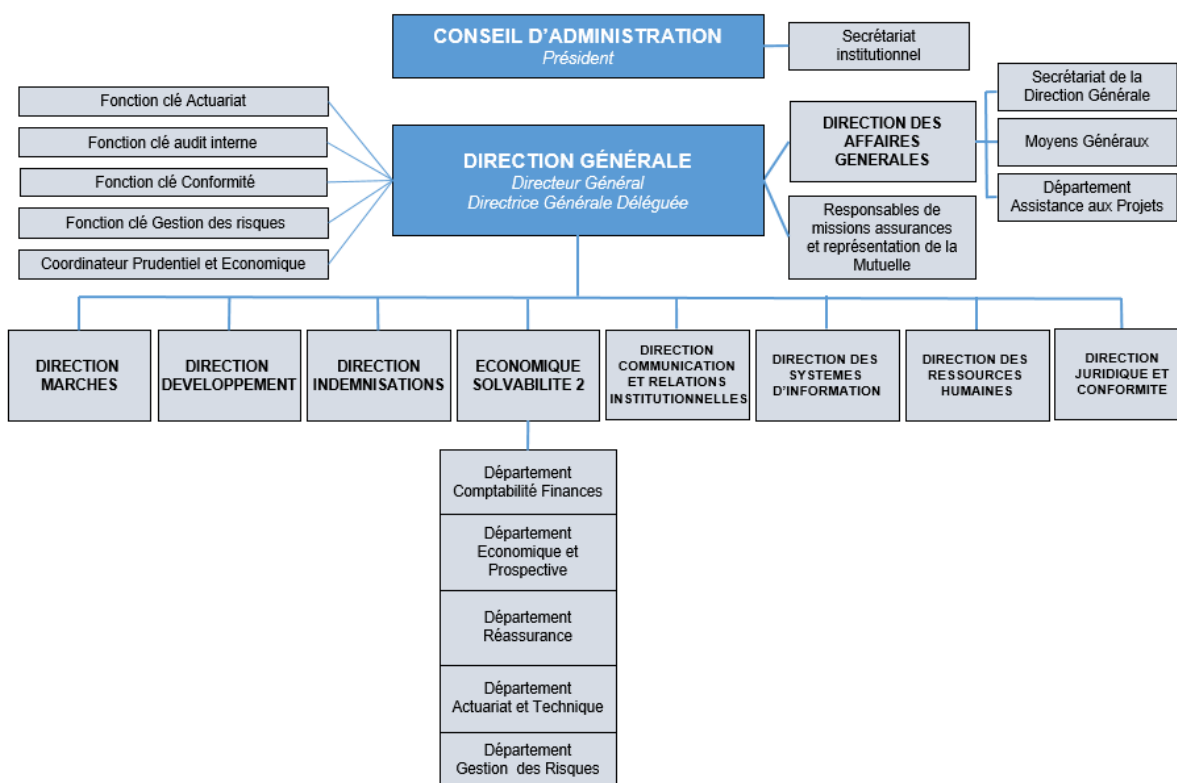 CONSEIL D'ADMINISTRATION
Président
Secrétariat
institutionnel
Fonction clé Actuariat
Fonction clé audit interne
Fonction clé Conformité
Fonction clé Gestion des risques
Coordinateur Prudentiel et Economique
DIRECTION GÉNÉRALE
Directeur Général
Directrice Générale Déléguée
DIRECTION DES
AFFAIRES
GENERALES
Secrétariat de la
Direction Générale
Moyens Généraux
Département
Assistance aux Projets
Responsables de
missions assurances
et représentation de la
Mutuelle
DIRECTION
MARCHES
DIRECTION
DEVELOPPEMENT
DIRECTION
INDEMNISATIONS
ECONOMIQUE
SOLVABILITE 2
DIRECTION
COMMUNICATION
ET RELATIONS
INSTITUTIONNELLES
DIRECTION DES
SYSTEMES
D'INFORMATION
DIRECTION DES
RESSOURCES
HUMAINES
DIRECTION
JURIDIQUE ET
CONFORMITE
Département
Comptabilité Finances
Département
Economique et
Prospective
Département
Réassurance
Département
Actuariat et Technique
Département
Gestion des Risques